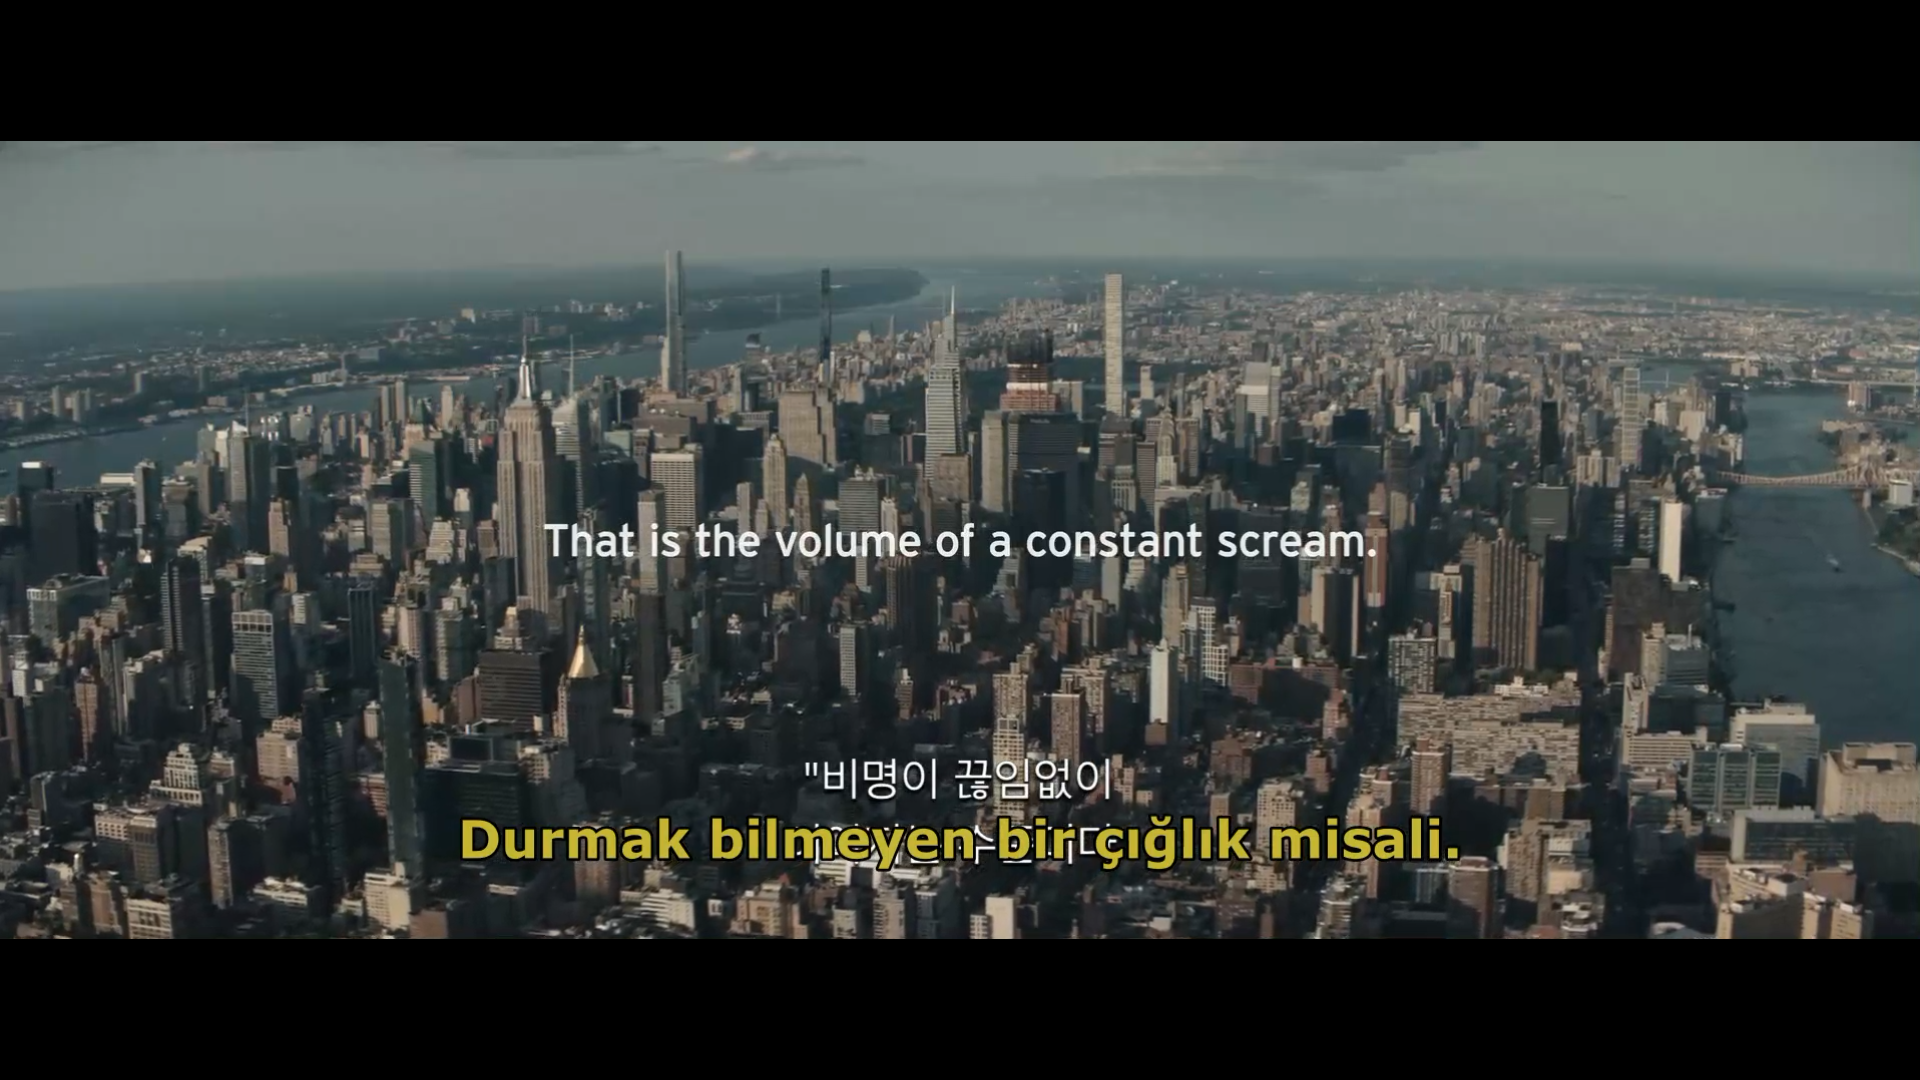 That is the volume of a constant scream.
"비명이 끊임없이
Durmak bilmeyen bir çığlık misali.